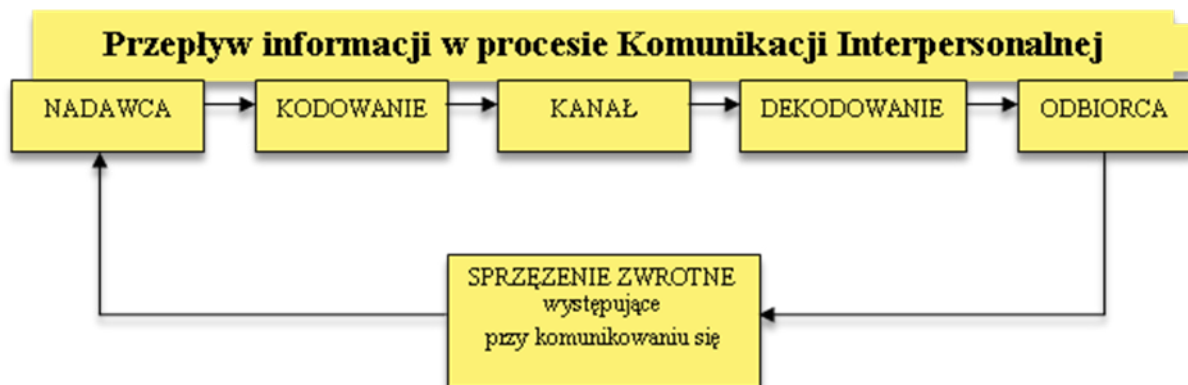 Przepływ informacji w procesie Komunikacji Interpersonalnej
NADAWCA
KODOWANIE
KANAŁ
DEKODOWANIE
ODBIORCA
SPRZĘZENIE ZWROTNE
występujące
przy komunikowaniu się